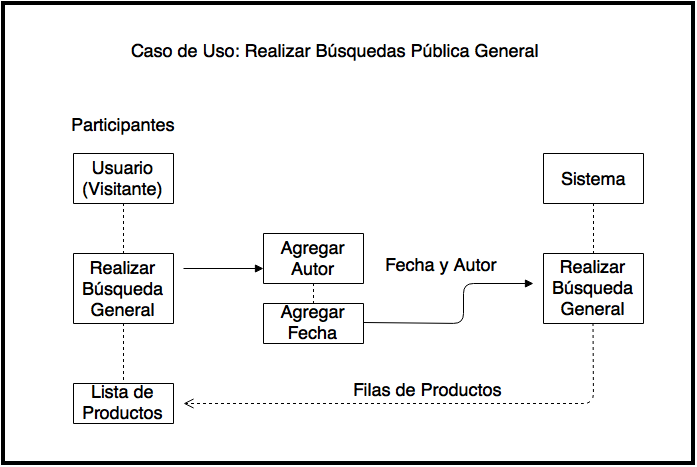 Caso de Uso: Realizar Búsquedas Pública General
Participantes
Usuario
(Visitante)
Sistema
Realizar
Búsqueda
General
Agregar
Autor
Agregar
Fecha
Fecha y Autor
Realizar
Búsqueda
General
Lista de
Productos
Filas de Productos